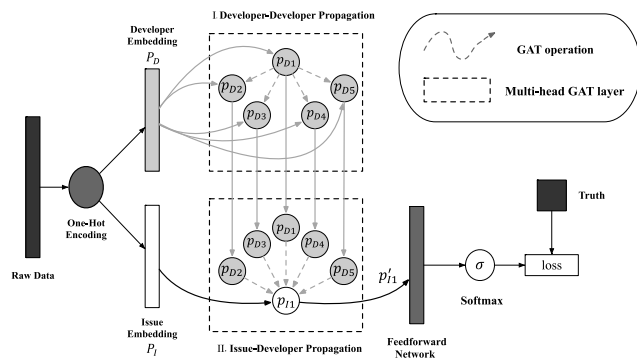 Developer
Embedding
P_D
I. Developer-Developer Propagation
p_D1
p_D2
p_D5
p_D3
p_D4
GAT operation
Multi-head GAT layer
One-Hot
Encoding
Raw Data
Truth
p_D1
p_D3
p_D4
p_D2
p_D5
p_I1
p'_I1
σ
loss
Softmax
Issue
Embedding
P_I
II. Issue-Developer Propagation
Feedforward
Network